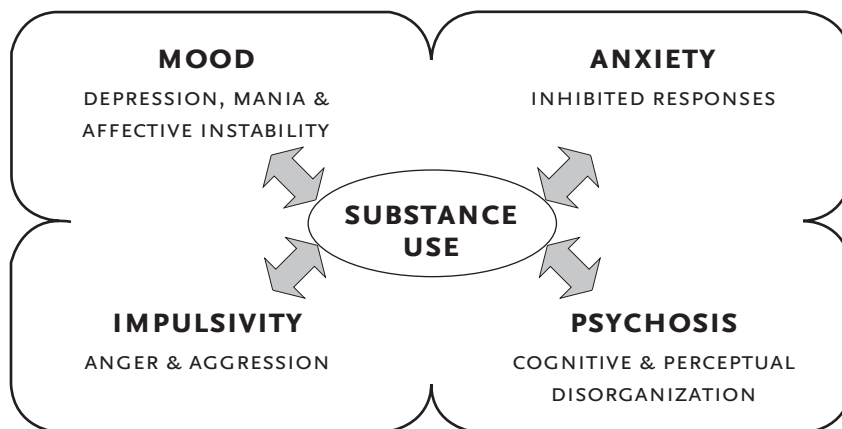 MOOD
DEPRESSION, MANIA &
AFFECTIVE INSTABILITY
ANXIETY
INHIBITED RESPONSES
SUBSTANCE
USE
IMPULSIVITY
ANGER & AGGRESSION
PSYCHOSIS
COGNITIVE & PERCEPTUAL
DISORGANIZATION